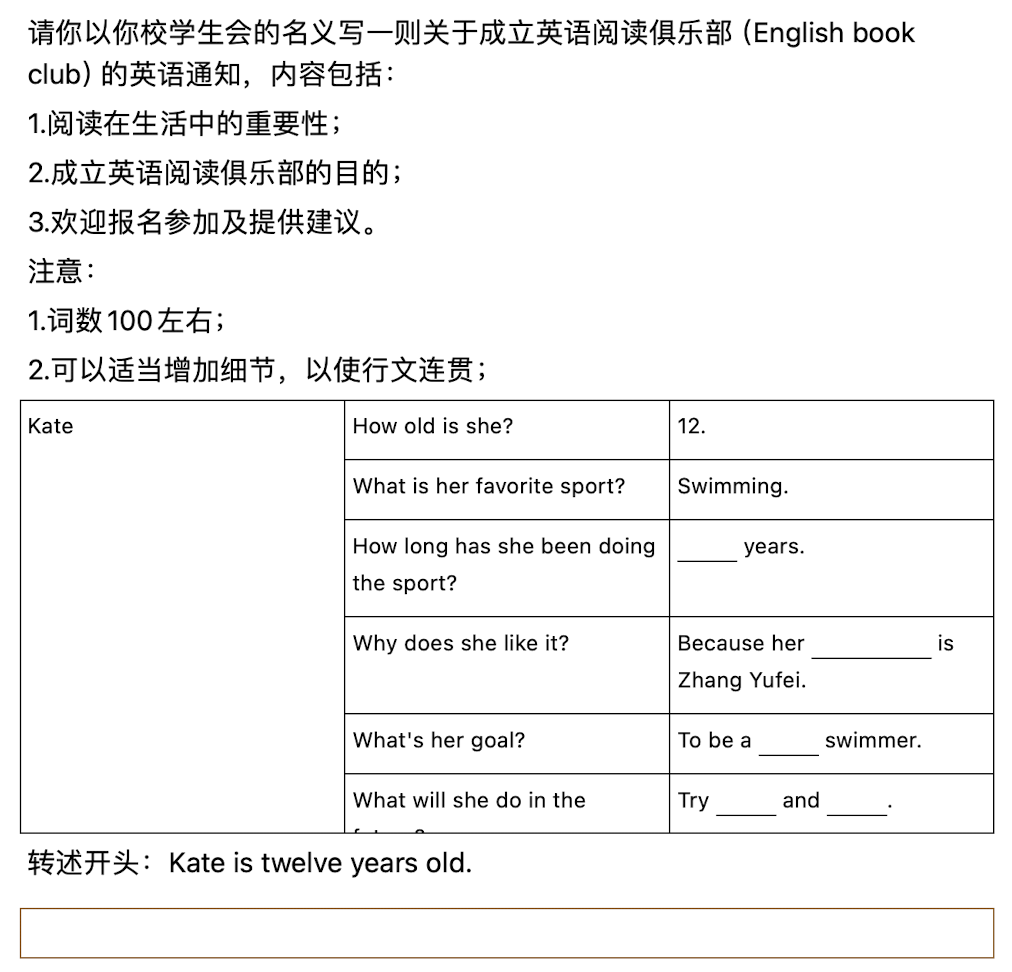 请你以你校学生会的名义写一则关于成立英语阅读俱乐部（English book
club）的英语通知，内容包括：
1.阅读在生活中的重要性；
2.成立英语阅读俱乐部的目的；
3.欢迎报名参加及提供建议。
注意：
1.词数100左右；
2.可以适当增加细节，以使行文连贯；
Kate
How old is she?
12.
What is her favorite sport?
Swimming.
How long has she been doing
the sport?
_____ years.
Why does she like it?
Because her __________ is
Zhang Yufei.
What's her goal?
To be a _____ swimmer.
What will she do in the
Try _____ and _____.
转述开头：Kate is twelve years old.